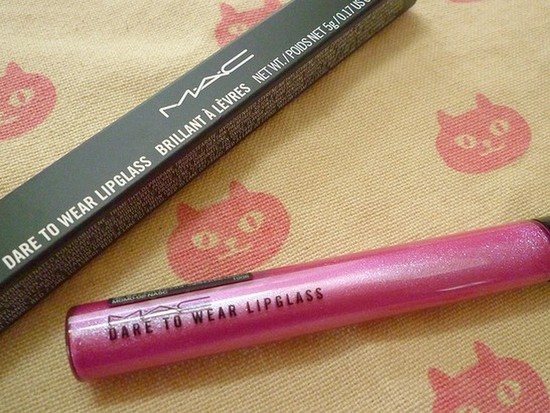 M·A·C
DARE TO WEAR LIPGLASS BRILLANT À LÈVRES NET WT./POIDS NET 5g/0.17 US
MAC
DARE TO WEAR LIPGLASS